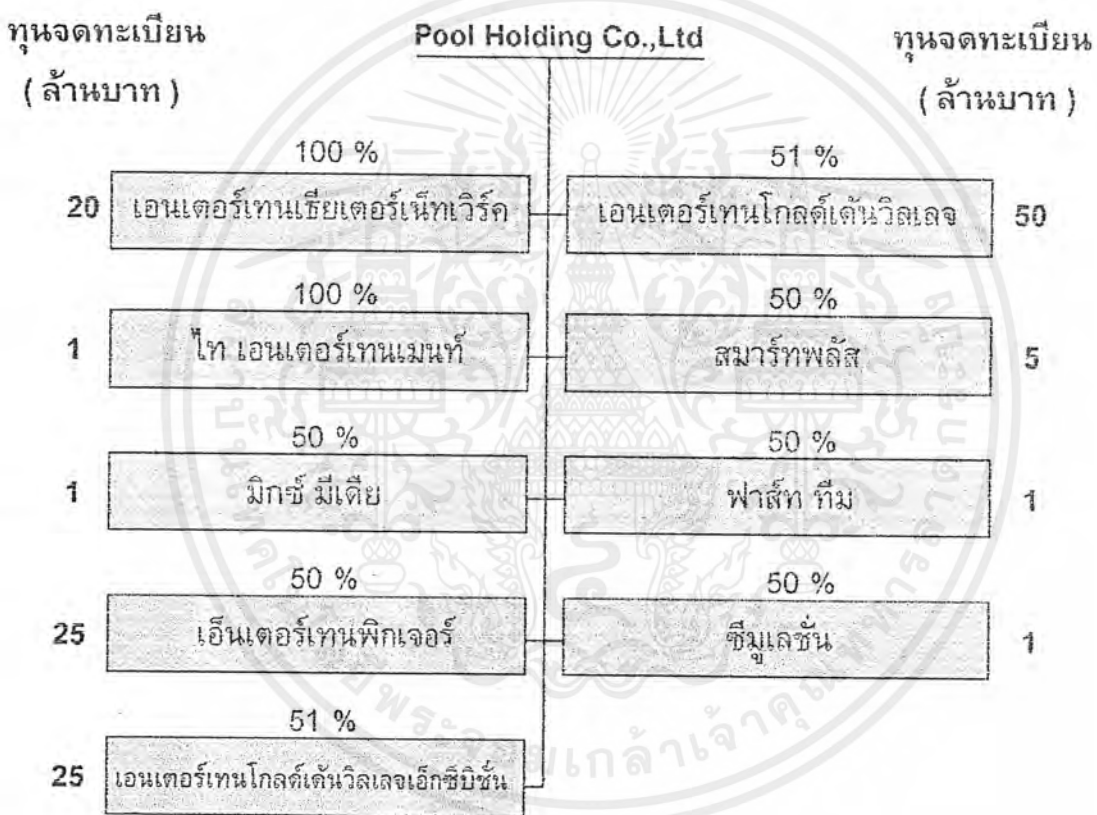 ทุนจดทะเบียน
( ล้านบาท )
Pool Holding Co.,Ltd
ทุนจดทะเบียน
( ล้านบาท )
100 %
20 เอนเตอร์เทนเธียเตอร์เน็ทเวิร์ค
51 %
เอนเตอร์เทนโกลด์เด้นวิลเลจ 50
100 %
1 ไท เอนเตอร์เทนเมนท์
50 %
สมาร์ทพลัส 5
50 %
1 มิกซ์ มีเดีย
50 %
ฟาส์ท ทีม 1
50 %
25 เอ็นเตอร์เทนพิกเจอร์
50 %
ซีมูเลชั่น 1
51 %
25 เอนเตอร์เทนโกลด์เด้นวิลเลจเอ็กซิบิชั่น